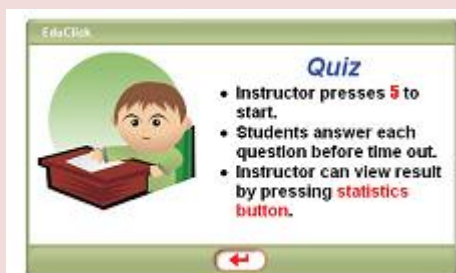 EduClick
Quiz
• Instructor presses 5 to
start.
• Students answer each
question before time out.
• Instructor can view result
by pressing statistics
button.